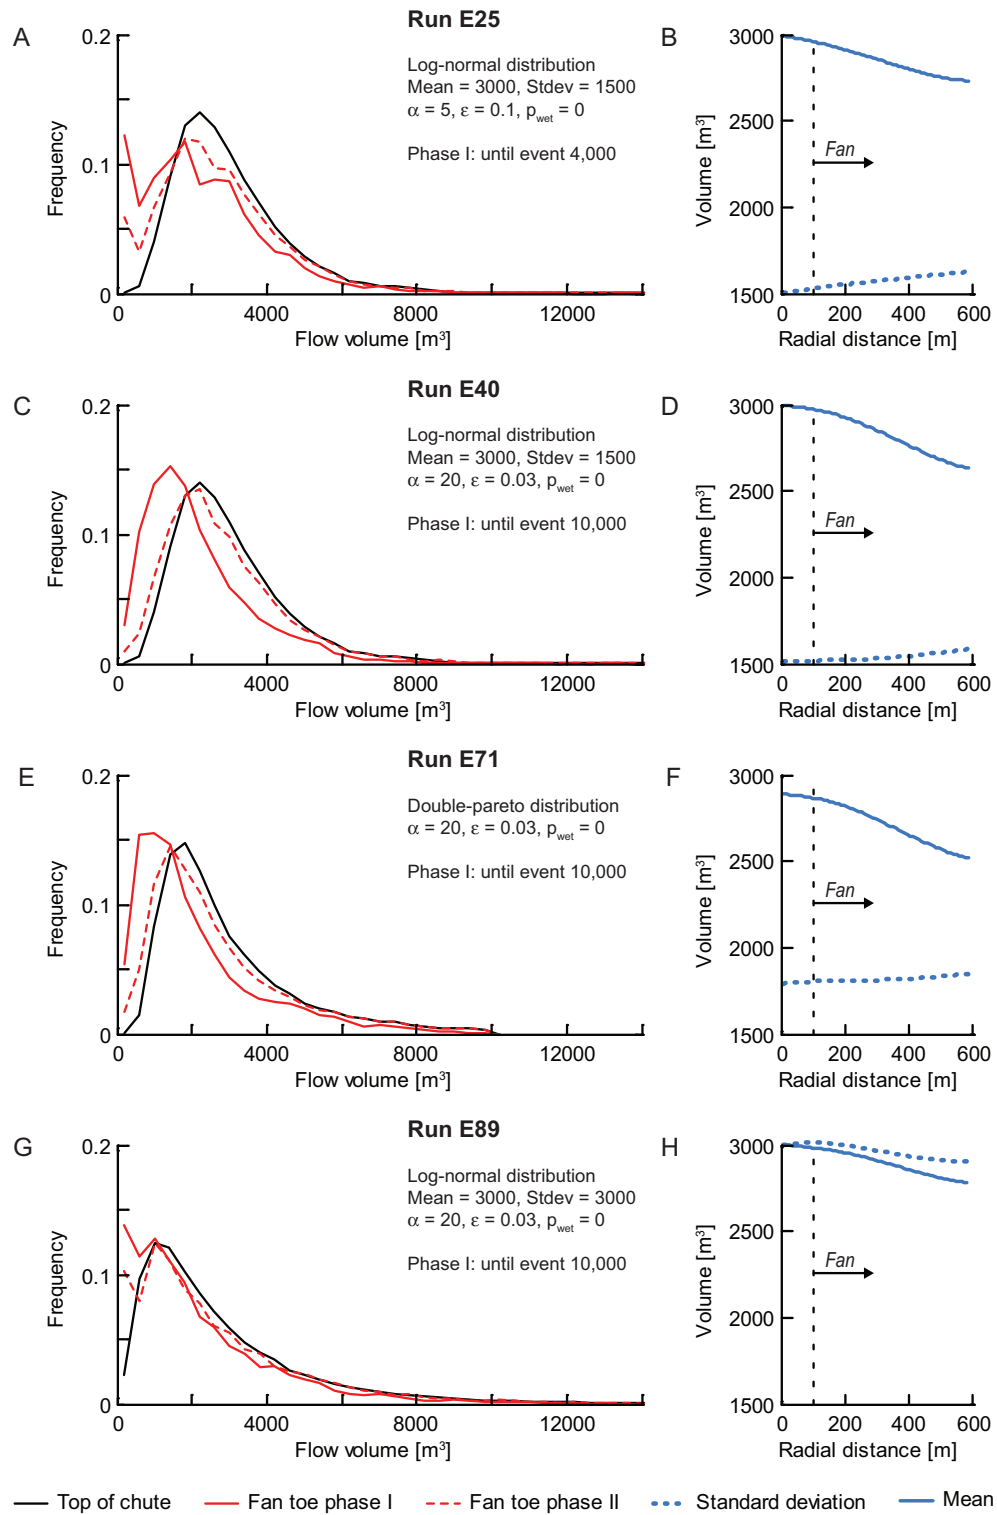 Run E25
A
B
Log-normal distribution
Mean = 3000, Stdev = 1500
α = 5, ε = 0.1, pwet = 0
Phase I: until event 4,000
0.2
0.1
0
Frequency
0
4000
8000
12000
Flow volume [m³]
3000
2500
2000
1500
Volume [m³]
Fan
0
200
400
600
Radial distance [m]
Run E40
C
D
Log-normal distribution
Mean = 3000, Stdev = 1500
α = 20, ε = 0.03, pwet = 0
Phase I: until event 10,000
0.2
0.1
0
Frequency
0
4000
8000
12000
Flow volume [m³]
3000
2500
2000
1500
Volume [m³]
Fan
0
200
400
600
Radial distance [m]
Run E71
E
F
Double-pareto distribution
α = 20, ε = 0.03, pwet = 0
Phase I: until event 10,000
0.2
0.1
0
Frequency
0
4000
8000
12000
Flow volume [m³]
3000
2500
2000
1500
Volume [m³]
Fan
0
200
400
600
Radial distance [m]
Run E89
G
H
Log-normal distribution
Mean = 3000, Stdev = 3000
α = 20, ε = 0.03, pwet = 0
Phase I: until event 10,000
0.2
0.1
0
Frequency
0
4000
8000
12000
Flow volume [m³]
3000
2500
2000
1500
Volume [m³]
Fan
0
200
400
600
Radial distance [m]
Top of chute
Fan toe phase I
Fan toe phase II
Standard deviation
Mean